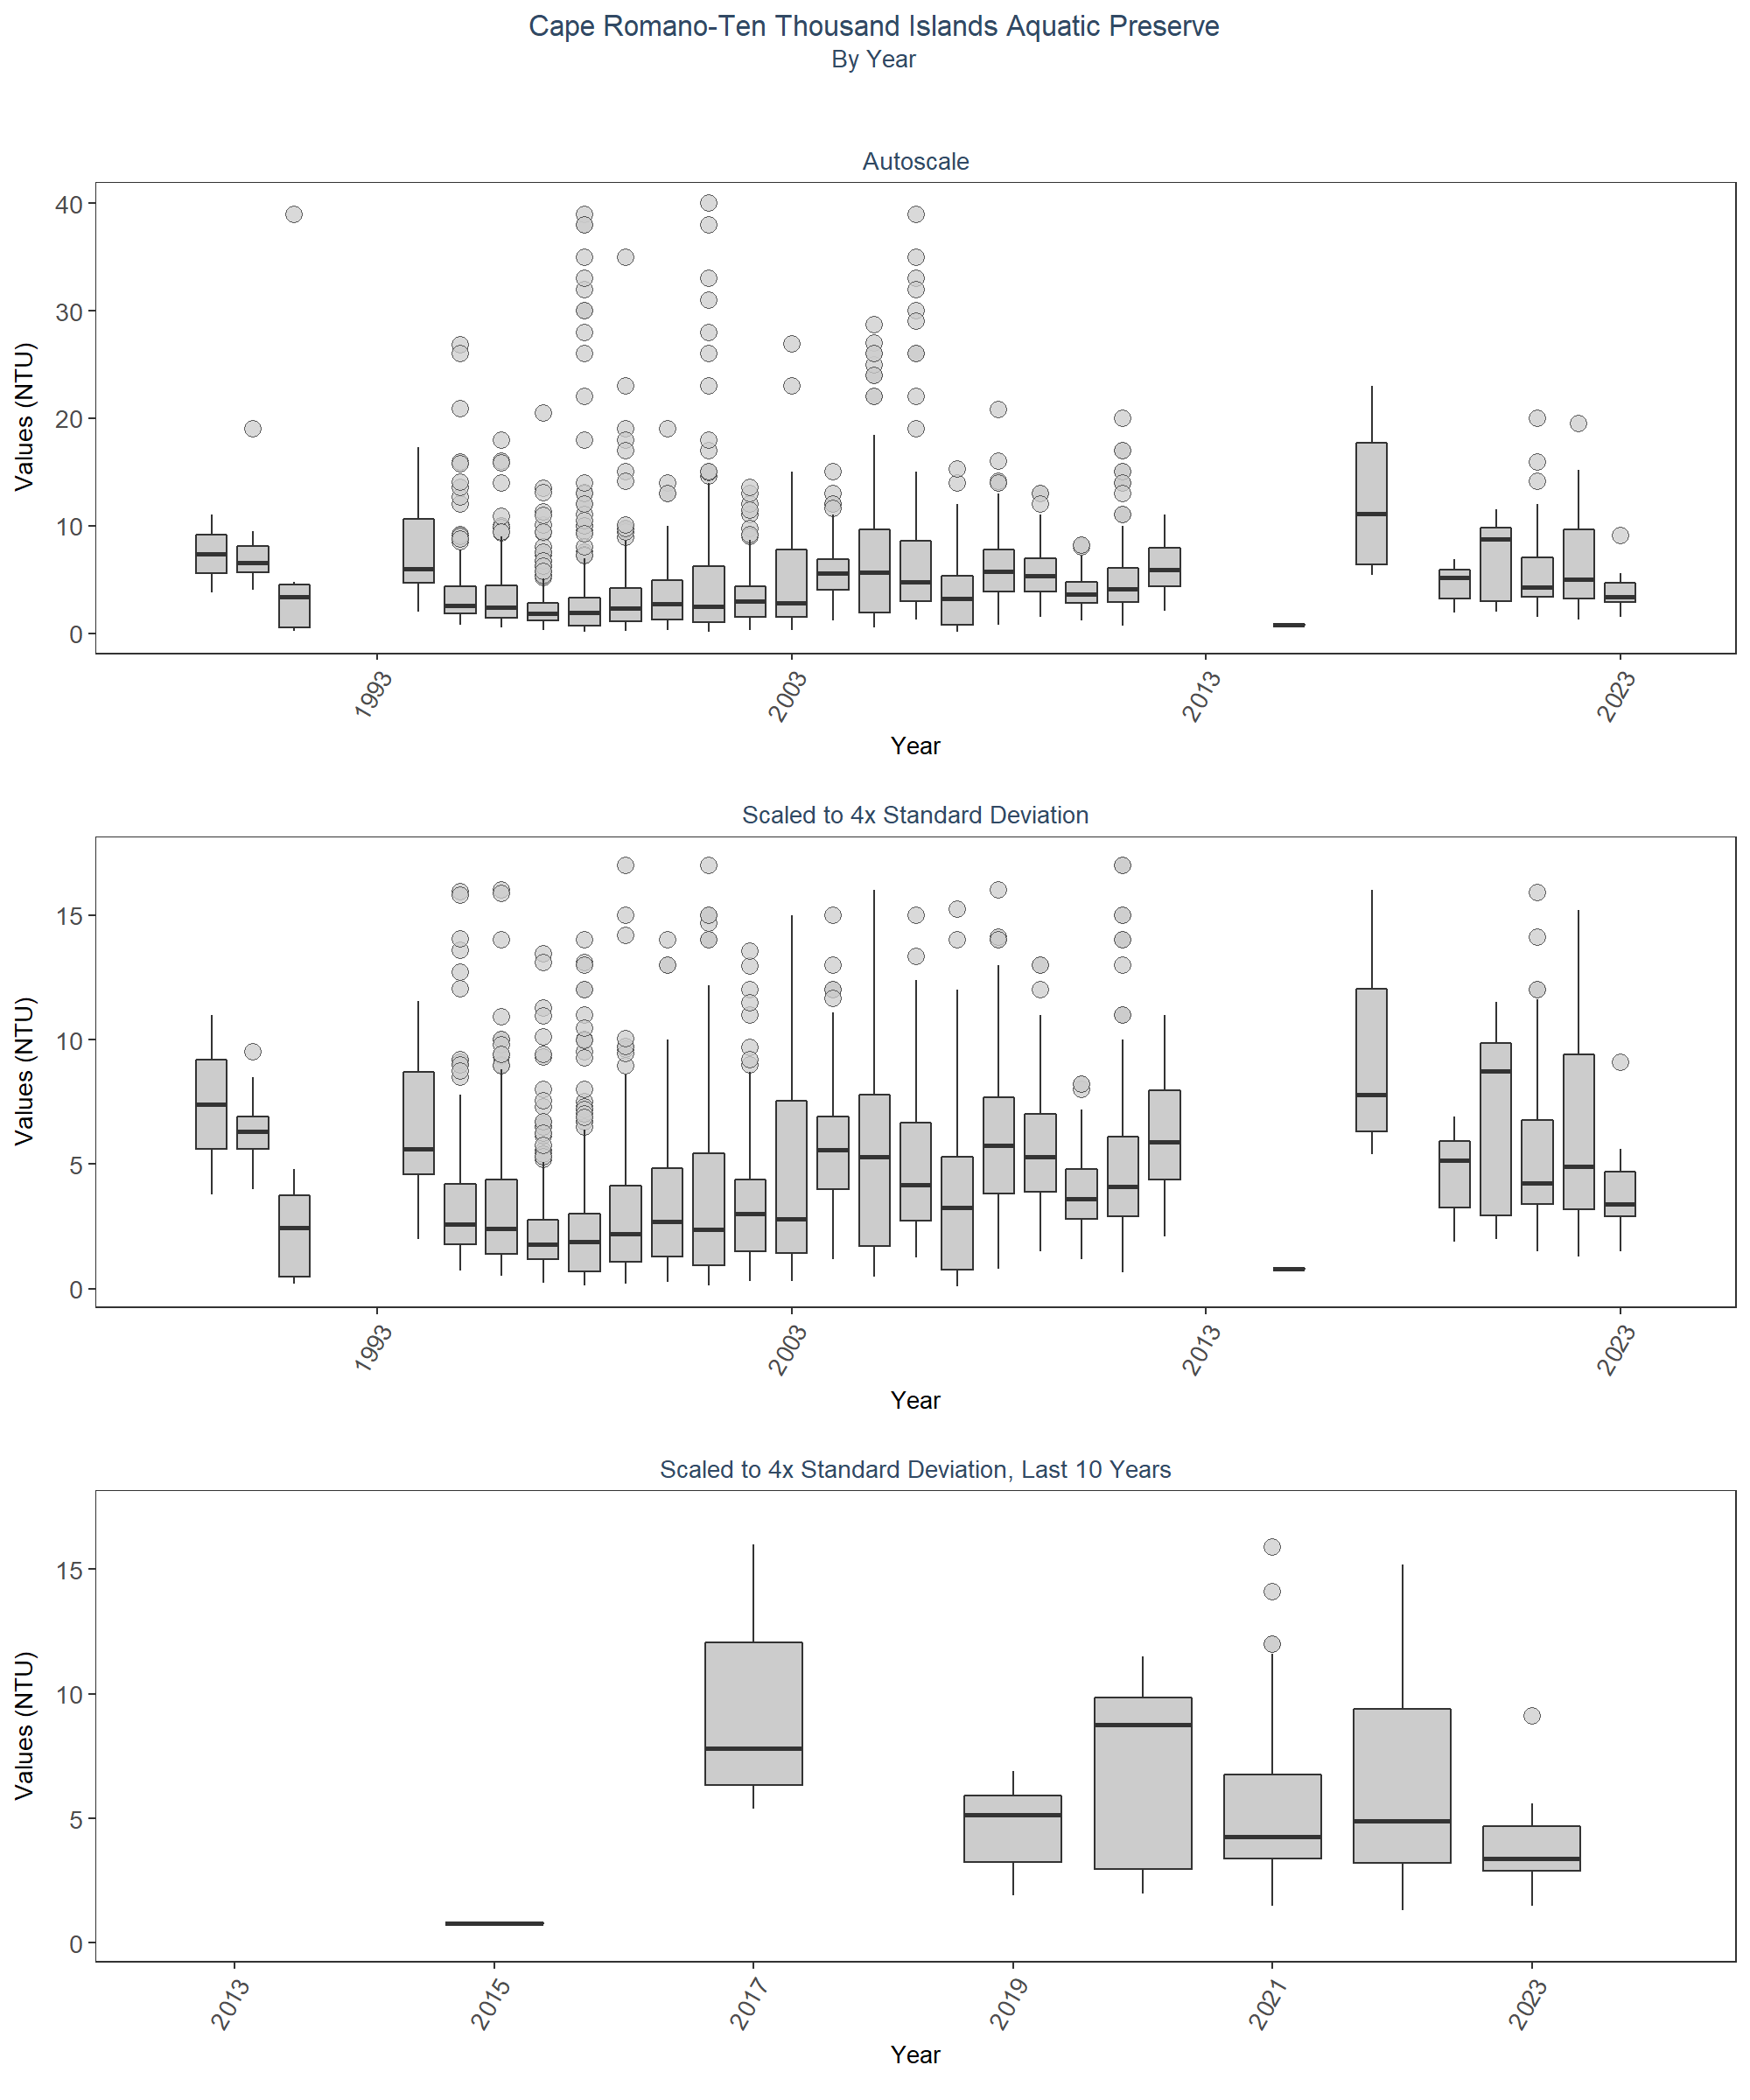 Cape Romano-Ten Thousand Islands Aquatic Preserve
By Year
Autoscale
Values (NTU)
40
30
20
10
0
1993 2003 2013 2023
Year
Scaled to 4x Standard Deviation
Values (NTU)
15
10
5
0
1993 2003 2013 2023
Year
Scaled to 4x Standard Deviation, Last 10 Years
Values (NTU)
15
10
5
0
2013 2015 2017 2019 2021 2023
Year